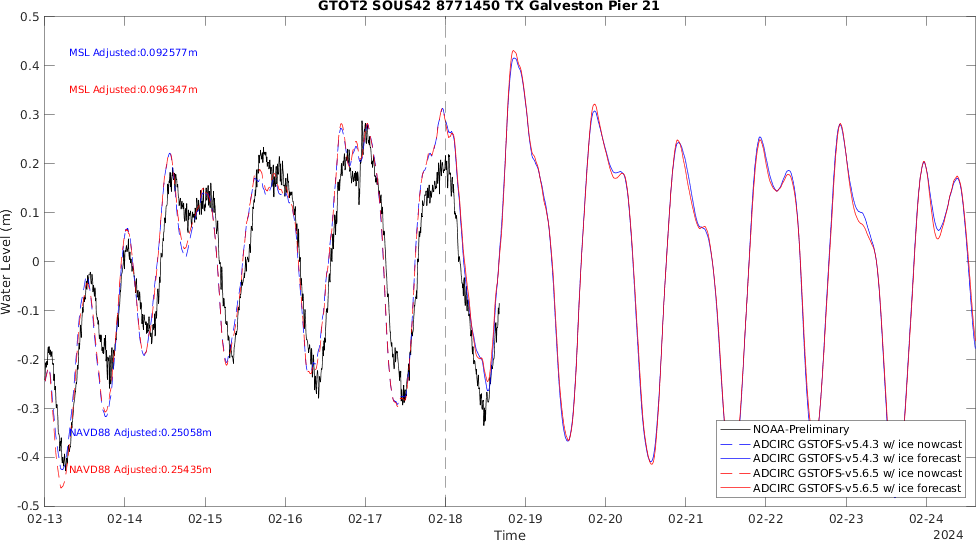 GTOT2 SOUS42 8771450 TX Galveston Pier 21
0.5
MSL Adjusted:0.092577m
0.4
MSL Adjusted:0.096347m
0.3
0.2
0.1
0
Water Level (m)
-0.1
-0.2
-0.3
NAVD88 Adjusted:0.25058m
NOAA-Preliminary
ADCIRC GSTOFS-v5.4.3 w/ ice nowcast
-0.4
ADCIRC GSTOFS-v5.4.3 w/ ice forecast
NAVD88 Adjusted:0.25435m
ADCIRC GSTOFS-v5.6.5 w/ ice nowcast
ADCIRC GSTOFS-v5.6.5 w/ ice forecast
-0.5
02-13 02-14 02-15 02-16 02-17 02-18 02-19 02-20 02-21 02-22 02-23 02-24
Time
2024